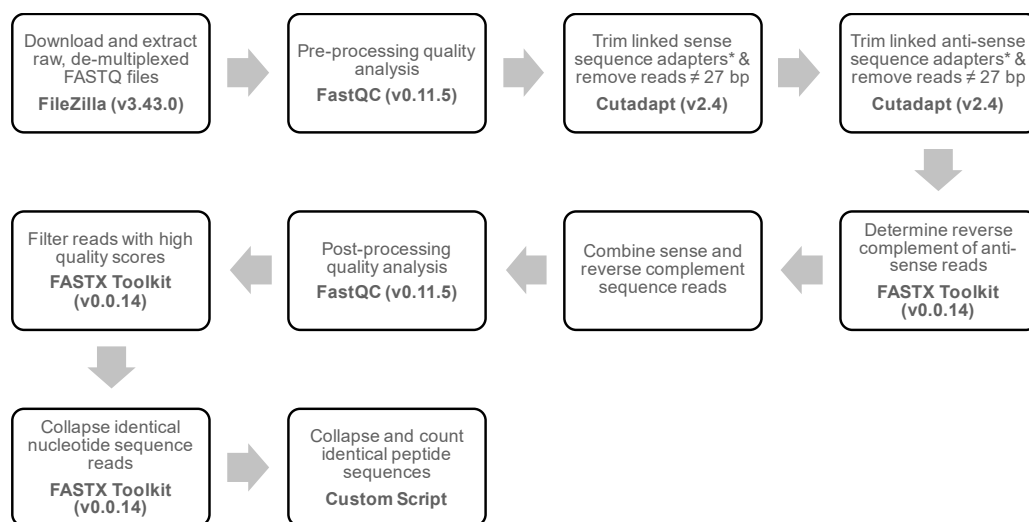 Download and extract
raw, de-multiplexed
FASTQ files
FileZilla (v3.43.0)
Pre-processing quality
analysis
FastQC (v0.11.5)
Trim linked sense
sequence adapters* &
remove reads ≠ 27 bp
Cutadapt (v2.4)
Trim linked anti-sense
sequence adapters* &
remove reads ≠ 27 bp
Cutadapt (v2.4)
Determine reverse
complement of anti-
sense reads
FASTX Toolkit
(v0.0.14)
Combine sense and
reverse complement
sequence reads
Post-processing
quality analysis
FastQC (v0.11.5)
Filter reads with high
quality scores
FASTX Toolkit
(v0.0.14)
Collapse identical
nucleotide sequence
reads
FASTX Toolkit
(v0.0.14)
Collapse and count
identical peptide
sequences
Custom Script